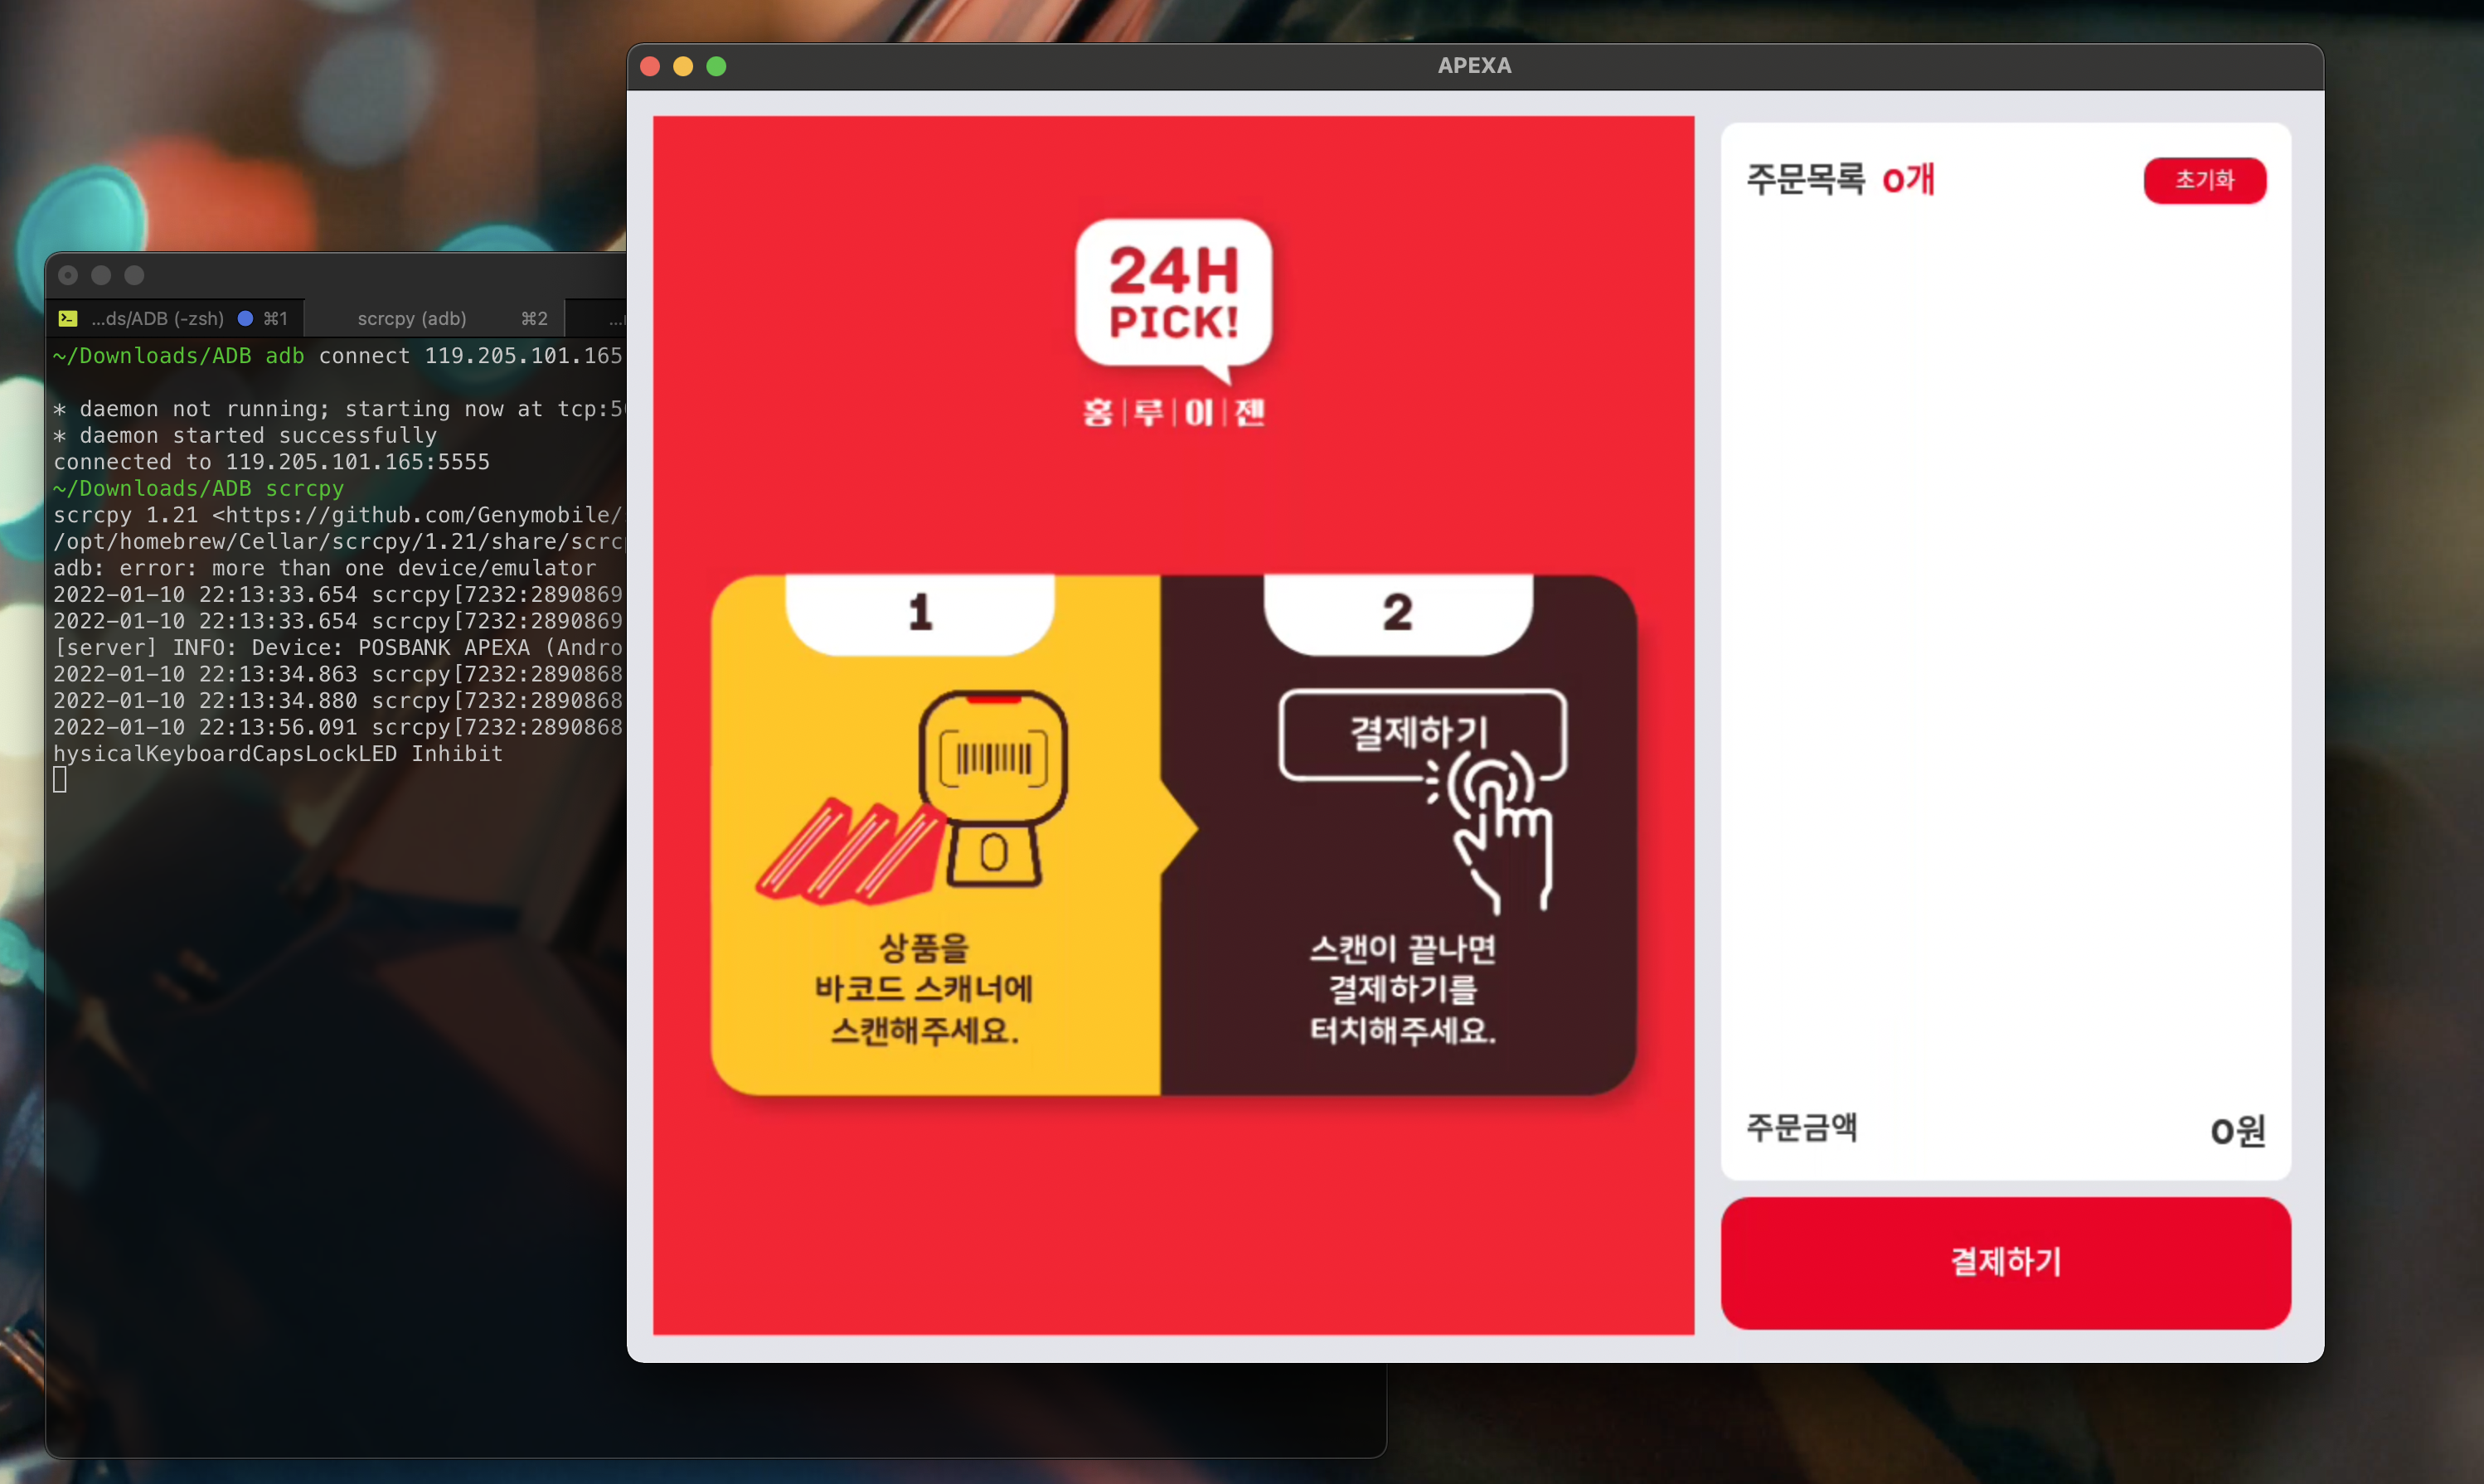 ...ds/ADB (-zsh) ⌘1
scrcpy (adb) ⌘2
~/Downloads/ADB adb connect 119.205.101.165
* daemon not running; starting now at tcp:5
* daemon started successfully
connected to 119.205.101.165:5555
~/Downloads/ADB scrcpy
scrcpy 1.21 <https://github.com/Genymobile/
/opt/homebrew/Cellar/scrcpy/1.21/share/scrc
adb: error: more than one device/emulator
2022-01-10 22:13:33.654 scrcpy[7232:2890869
2022-01-10 22:13:33.654 scrcpy[7232:2890869
[server] INFO: Device: POSBANK APEXA (Andro
2022-01-10 22:13:34.863 scrcpy[7232:2890868
2022-01-10 22:13:34.880 scrcpy[7232:2890868
2022-01-10 22:13:56.091 scrcpy[7232:2890868
hysicalKeyboardCapsLockLED Inhibit
APEXA
24H
PICK!
홍|루|이|젠
1
상품을
바코드 스캐너에
스캔해주세요.
2
결제하기
스캔이 끝나면
결제하기를
터치해주세요.
주문목록 0개
초기화
주문금액 0원
결제하기